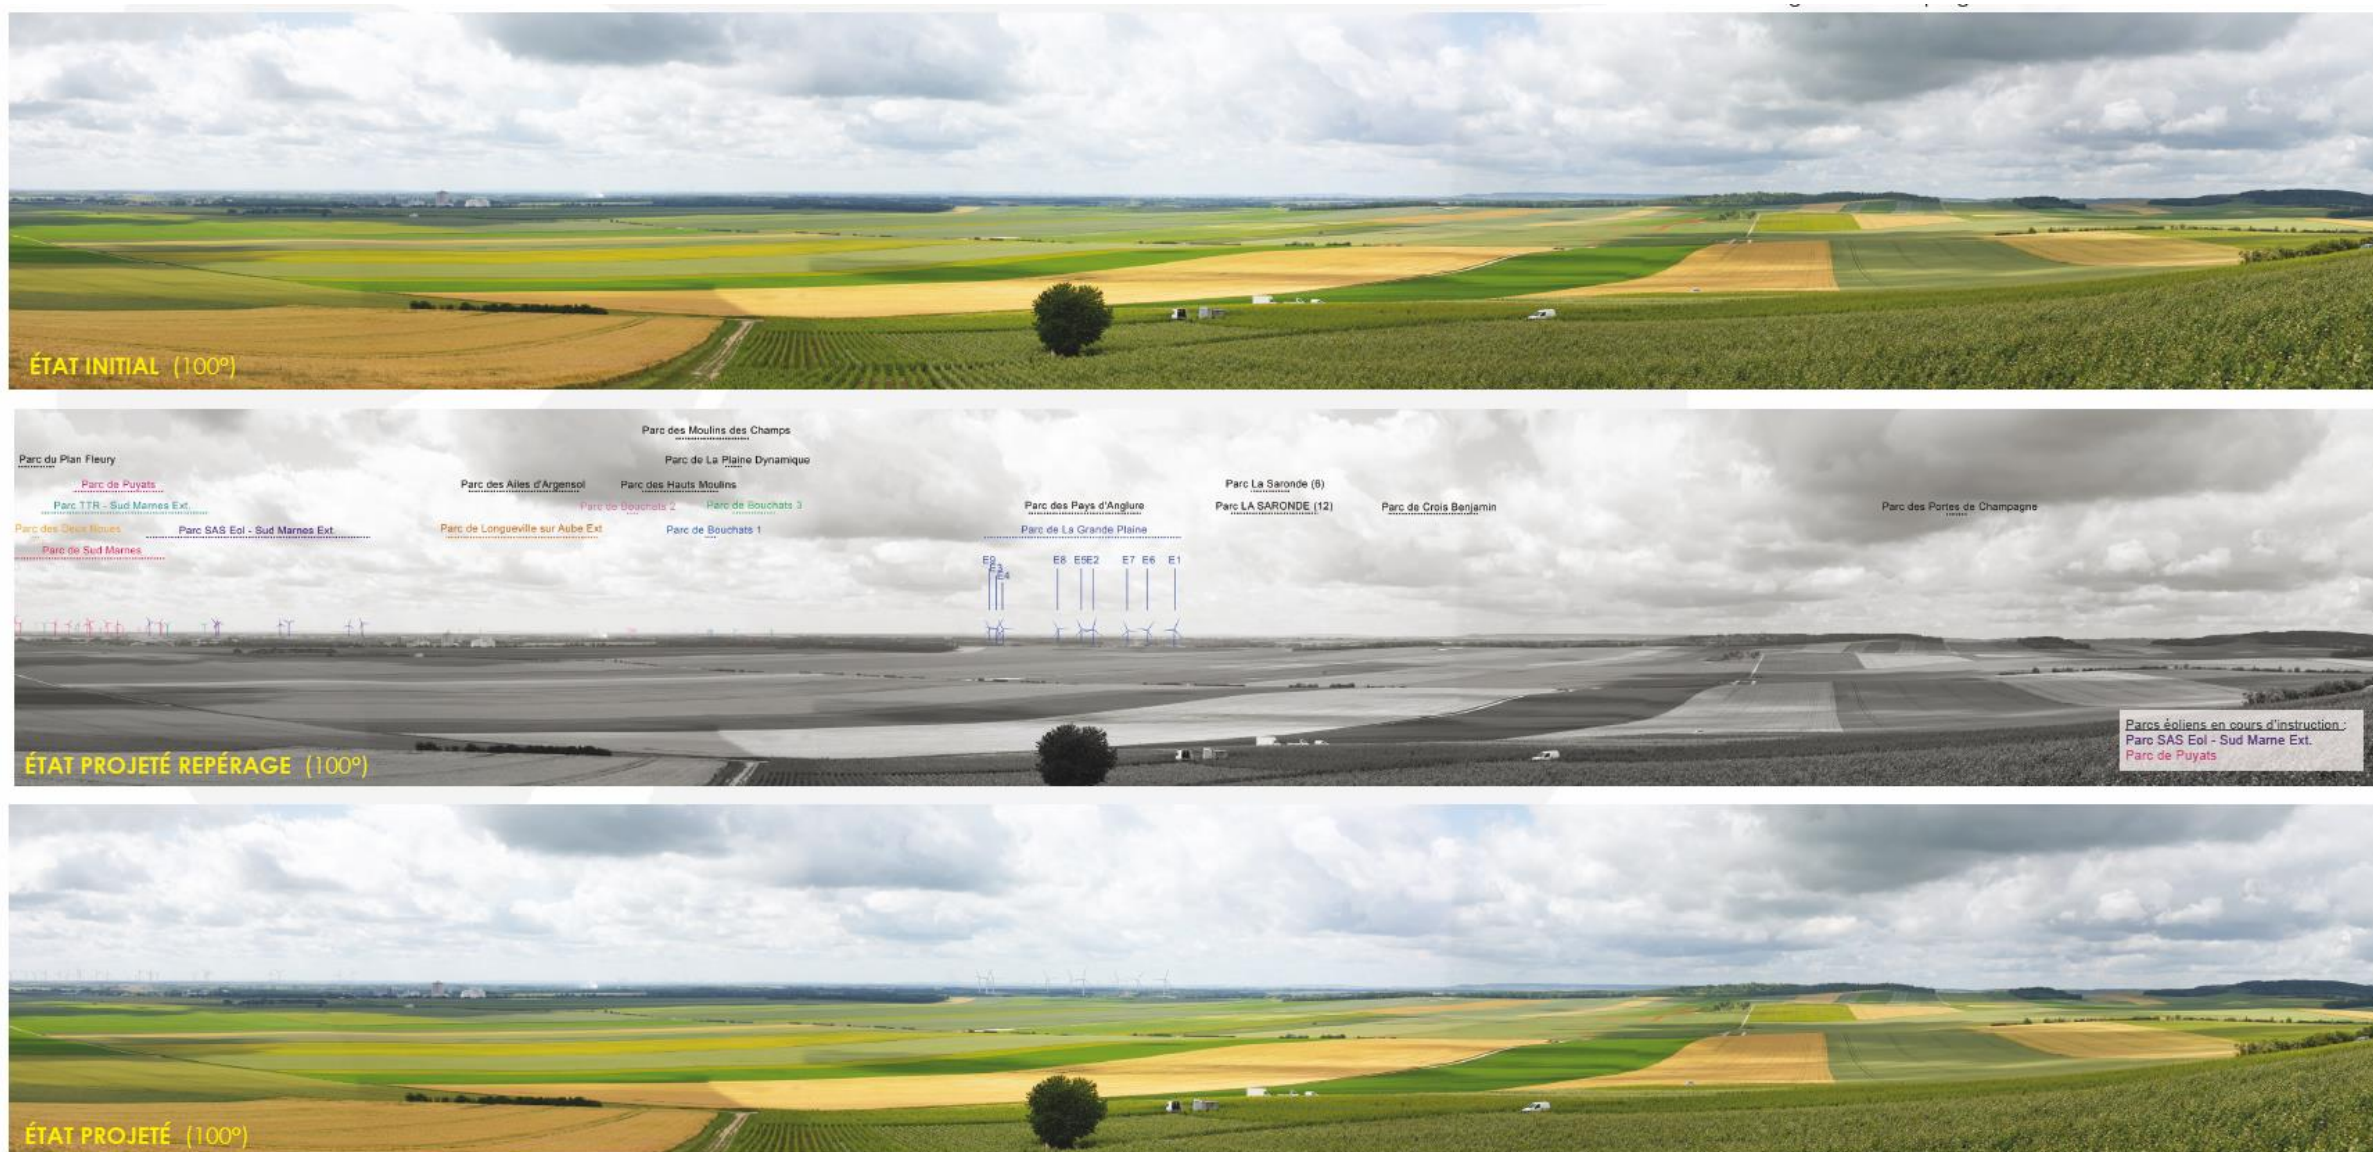 ÉTAT INITIAL (100°)
Parc des Moulins des Champs
Parc du Plan Fleury
Parc de La Plaine Dynamique
Parc de Puyats
Parc des Ailes d'Argensol
Parc des Hauts Moulins
Parc La Saronde (6)
Parc TTR - Sud Marnes Ext.
Parc de Bouchats 2
Parc de Bouchats 3
Parc des Pays d'Anglure
Parc LA SARONDE (12)
Parc de Crois Benjamin
Parc des Portes de Champagne
Parc des Deux Noues
Parc SAS Eol - Sud Marnes Ext.
Parc de Longueville sur Aube Ext
Parc de Bouchats 1
Parc de La Grande Plaine
Parc de Sud Marnes
E9 E3 E4 E8 E5 E2 E7 E6 E1
Parcs éoliens en cours d'instruction :
Parc SAS Eol - Sud Marne Ext.
Parc de Puyats
ÉTAT PROJETÉ REPÉRAGE (100°)
ÉTAT PROJETÉ (100°)